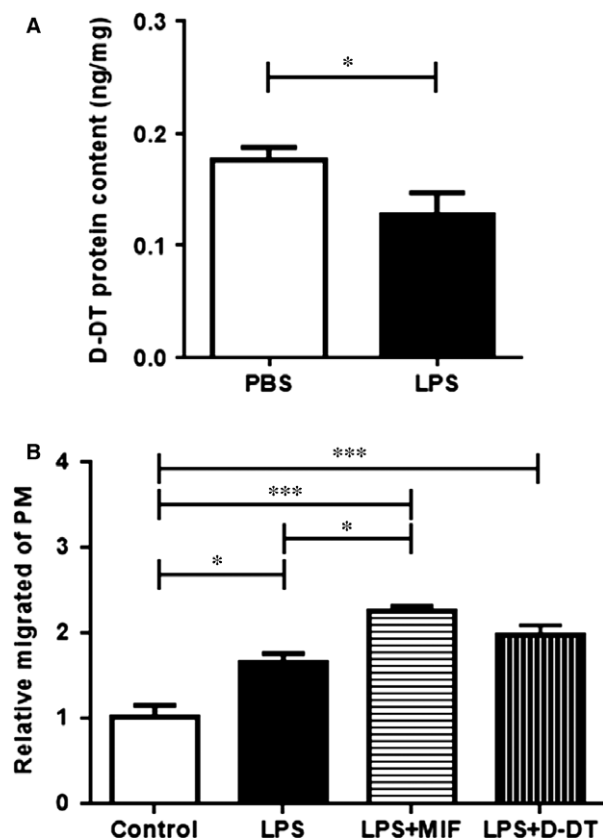 A
D-DT protein content (ng/mg)
0.3
0.2
0.1
0.0
*
PBS LPS
B
Relative migrated of PM
4
3
2
1
0
***
***
*
*
Control LPS LPS+MIF LPS+D-DT